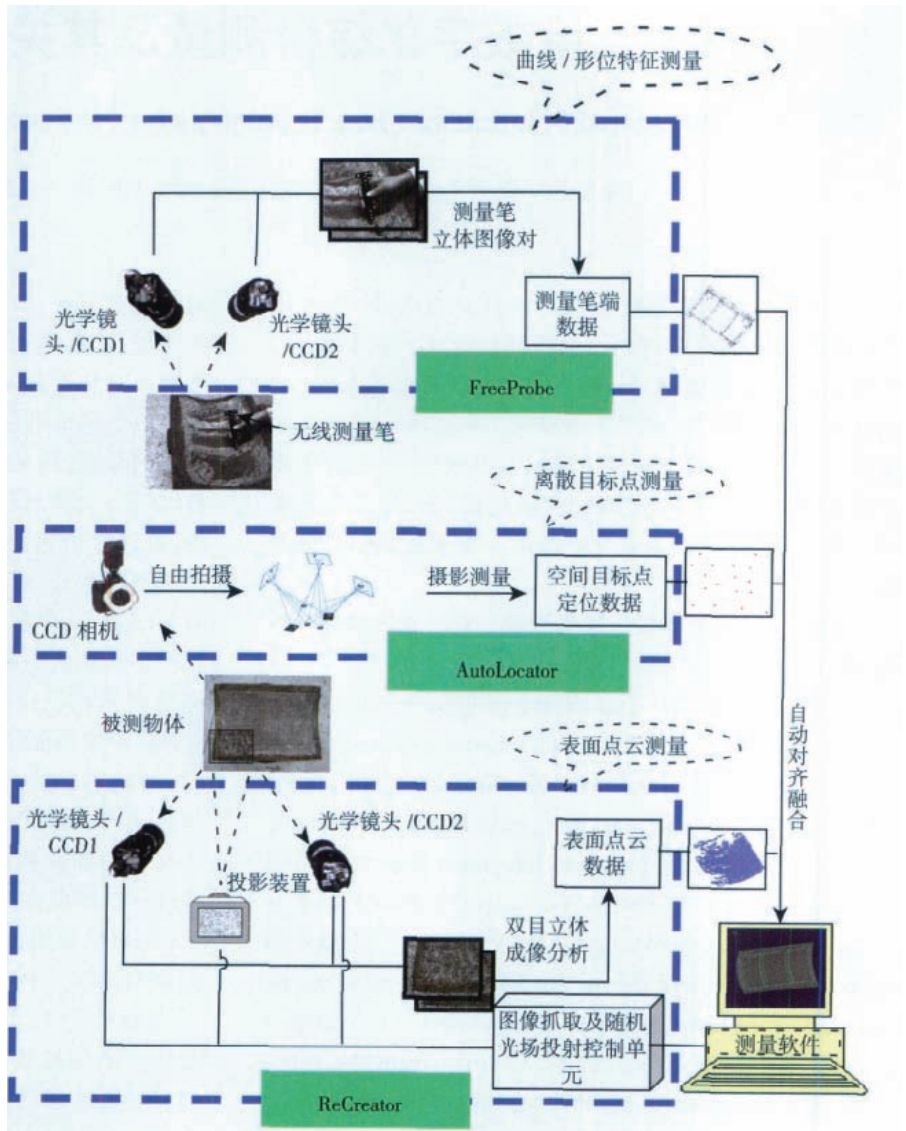 曲线/形位特征测量
测量笔
立体图像对
光学镜
头/CCD1
光学镜头
/CCD2
测量笔端
数据
FreeProbe
无线测量笔
离散目标点测量
自由拍摄
摄影测量
空间目标点
定位数据
CCD 相机
AutoLocator
被测物体
表面点云测量
自动对齐融合
光学镜头/
CCD1
光学镜头/CCD2
表面点云
数据
投影装置
双目立体
成像分析
图像抓取及随机
光场投射控制单
元
测量软件
ReCreator